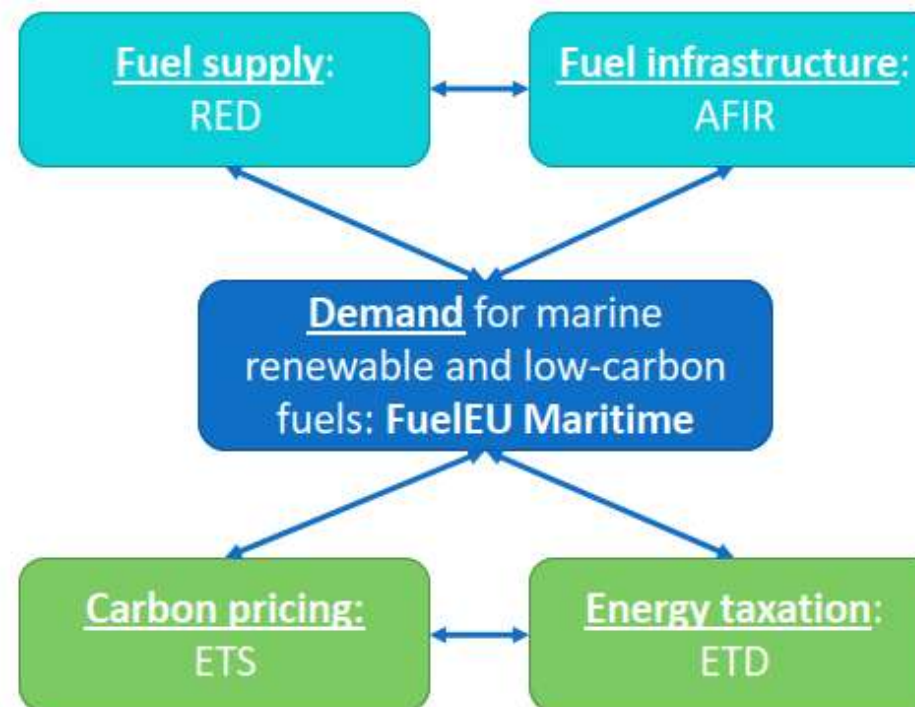 Fuel supply:
RED
Fuel infrastructure:
AFIR
Demand for marine
renewable and low-carbon
fuels: FuelEU Maritime
Carbon pricing:
ETS
Energy taxation:
ETD